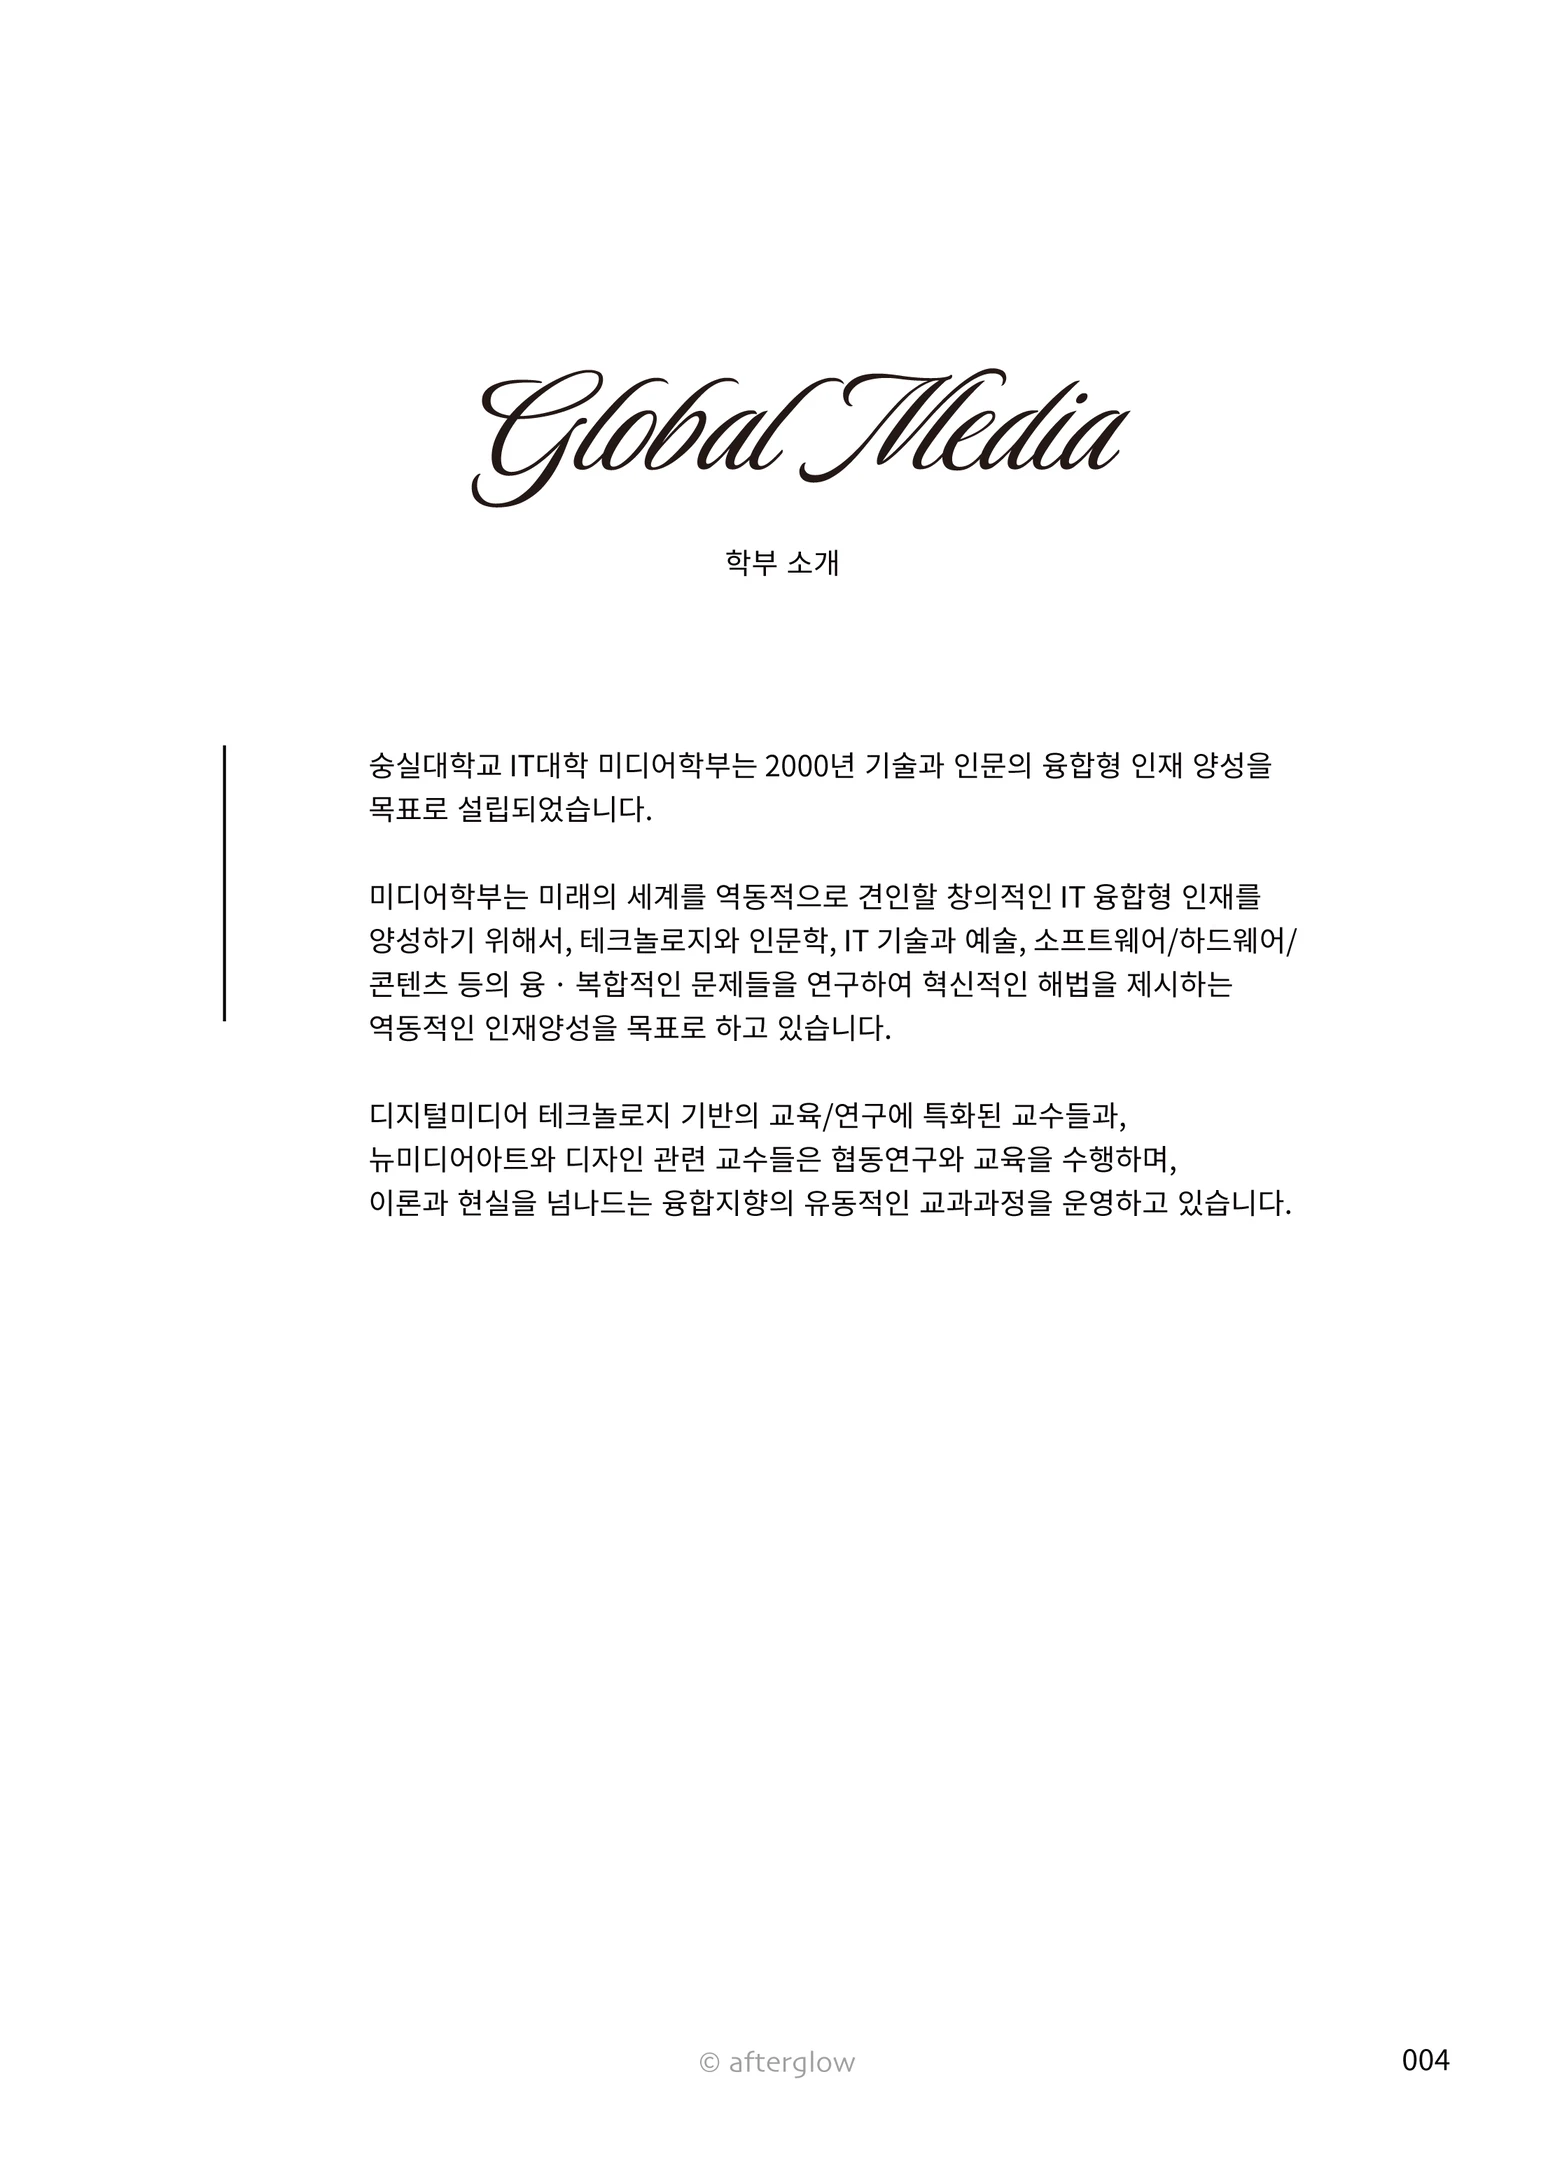 Global Media
학부 소개
숭실대학교 IT대학 미디어학부는 2000년 기술과 인문의 융합형 인재 양성을
목표로 설립되었습니다.
미디어학부는 미래의 세계를 역동적으로 견인할 창의적인 IT 융합형 인재를
양성하기 위해서, 테크놀로지와 인문학, IT 기술과 예술, 소프트웨어/하드웨어/
콘텐츠 등의 융 · 복합적인 문제들을 연구하여 혁신적인 해법을 제시하는
역동적인 인재양성을 목표로 하고 있습니다.
디지털미디어 테크놀로지 기반의 교육/연구에 특화된 교수들과,
뉴미디어아트와 디자인 관련 교수들은 협동연구와 교육을 수행하며,
이론과 현실을 넘나드는 융합지향의 유동적인 교과과정을 운영하고 있습니다.
© afterglow
004